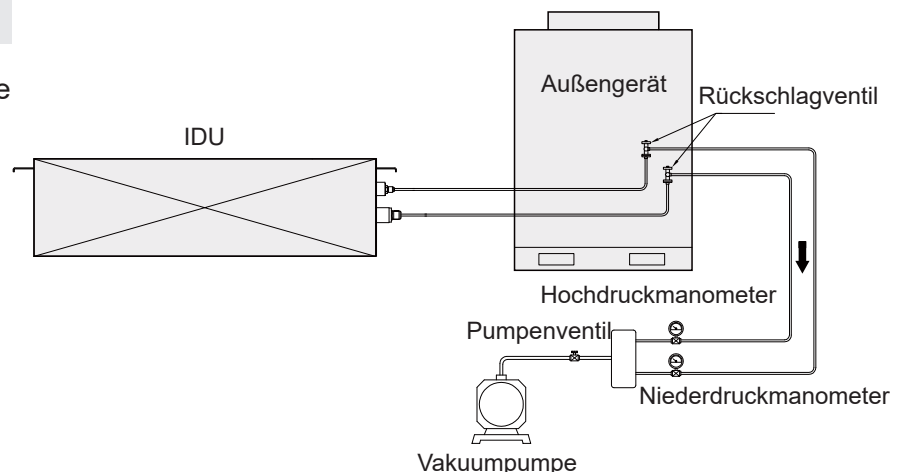 e
Außengerät
Rückschlagventil
IDU
Hochdruckmanometer
Pumpenventil
Niederdruckmanometer
Vakuumpumpe